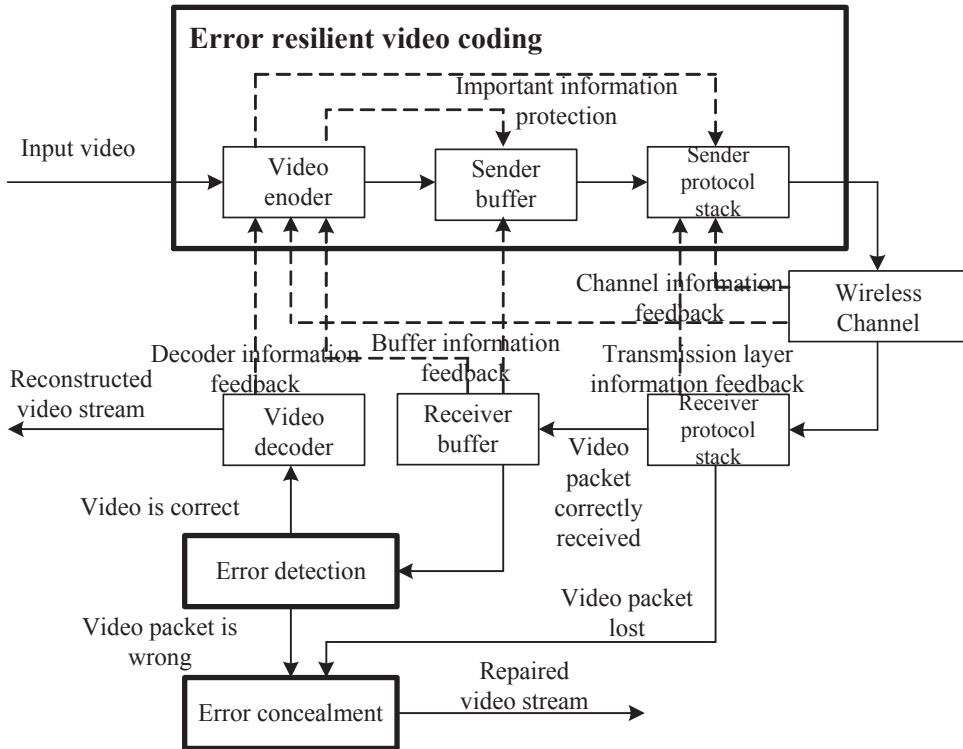 Error resilient video coding
Important information
protection
Input video
Video
enoder
Sender
buffer
Sender
protocol
stack
Channel information
feedback
Wireless
Channel
Decoder information
feedback
Buffer information
feedback
Transmission layer
information feedback
Reconstructed
video stream
Video
decoder
Receiver
buffer
Receiver
protocol
stack
Video
packet
correctly
received
Video is correct
Error detection
Video packet is
wrong
Video packet
lost
Error concealment
Repaired
video stream